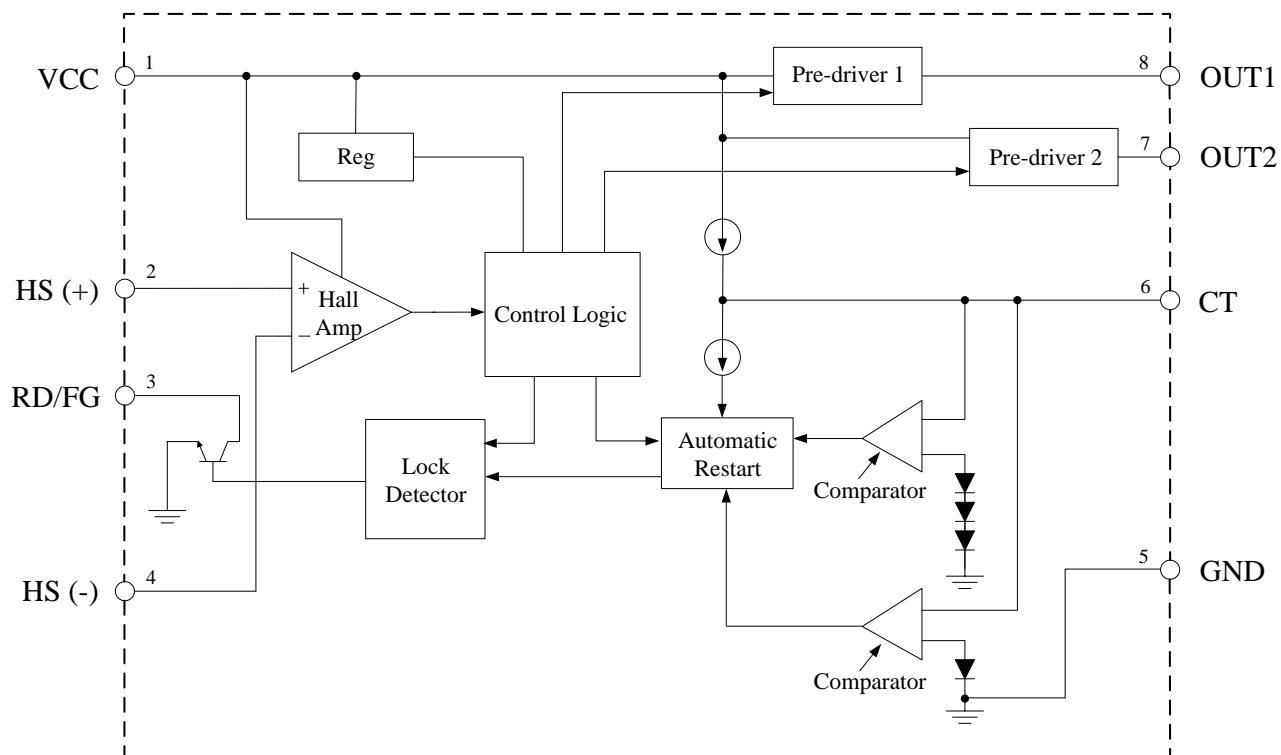 1
VCC
Pre-driver 1
8
OUT1
Reg
Pre-driver 2
7
OUT2
2
HS (+)
+
Hall
Amp
−
Control Logic
6
CT
3
RD/FG
Lock
Detector
Automatic
Restart
Comparator
4
HS (-)
5
GND
Comparator